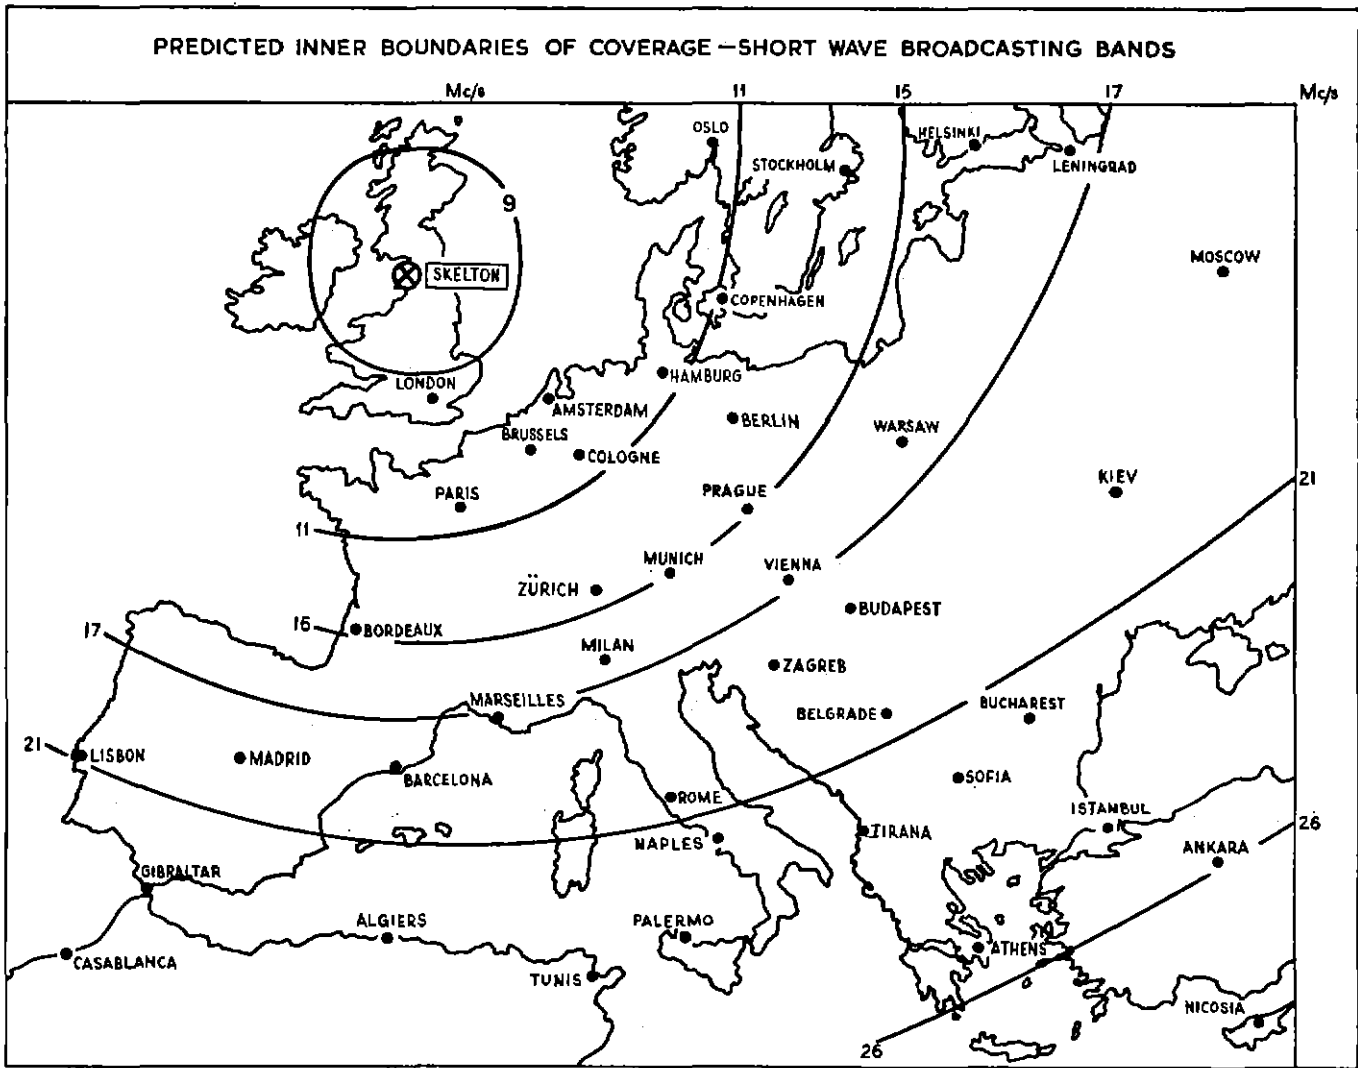 PREDICTED INNER BOUNDARIES OF COVERAGE—SHORT WAVE BROADCASTING BANDS
Mc/s 11 15 17 Mc/s
OSLO
HELSINKI
STOCKHOLM
LENINGRAD
9
MOSCOW
SKELTON
COPENHAGEN
HAMBURG
LONDON
AMSTERDAM
BERLIN
WARSAW
BRUSSELS
COLOGNE
KIEV
21
PARIS
PRAGUE
11
MUNICH
VIENNA
ZÜRICH
BUDAPEST
15
BORDEAUX
17
MILAN
ZAGREB
MARSEILLES
BELGRADE
BUCHAREST
21
LISBON
MADRID
BARCELONA
SOFIA
ROME
ISTANBUL
26
ZIRANA
NAPLES
ANKARA
GIBRALTAR
ALGIERS
PALERMO
ATHENS
CASABLANCA
TUNIS
NICOSIA
26